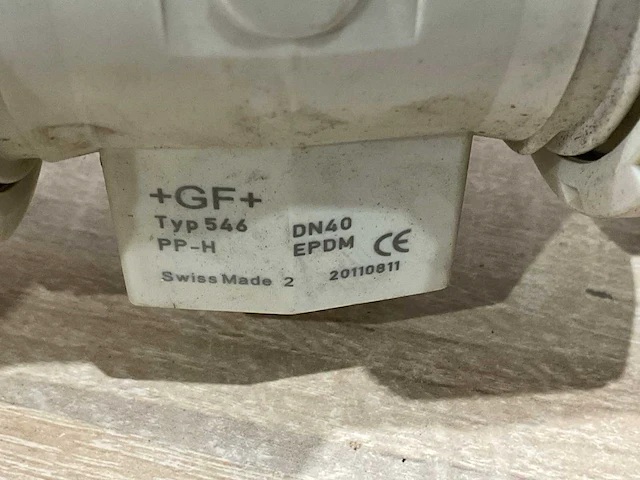 +GF+
Typ 546 DN40
PP-H EPDM CE
Swiss Made 2 20110811